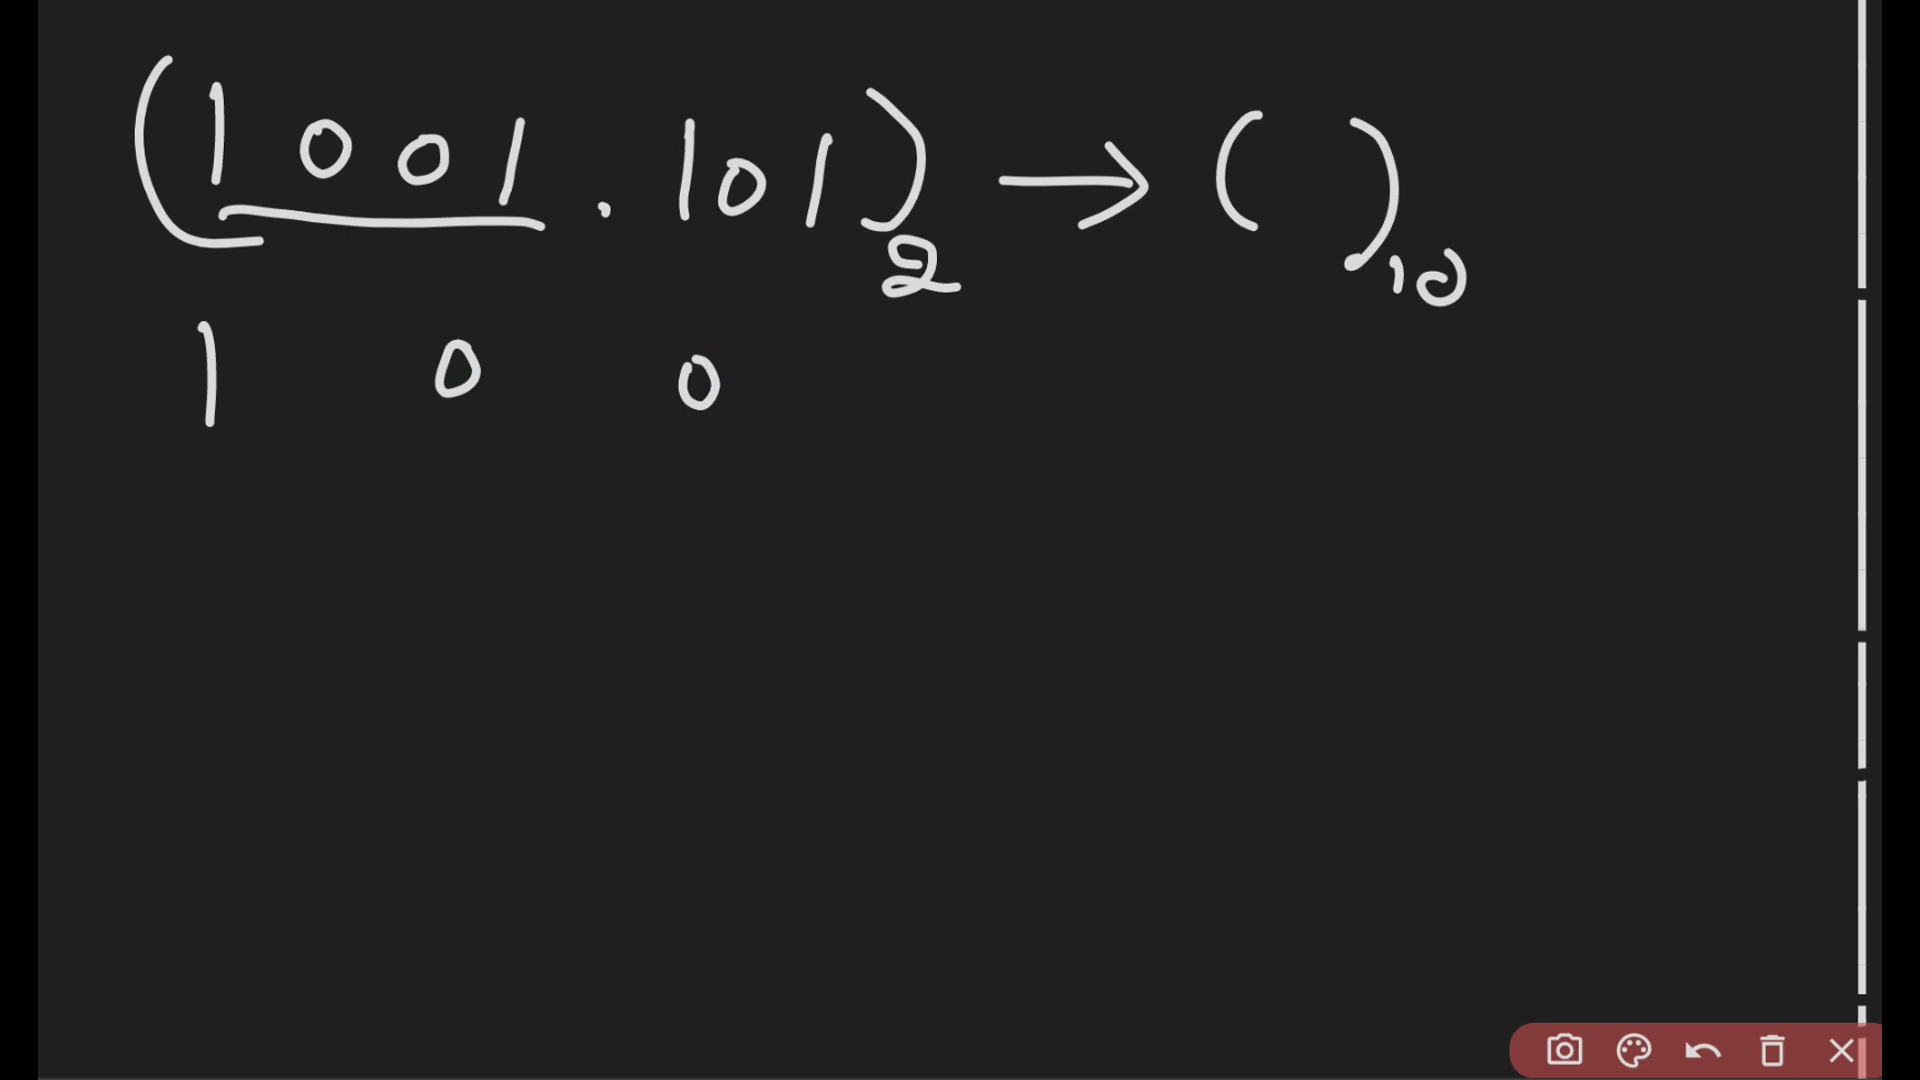 (1001.101)₂ → ( )₁₀
1 0 0